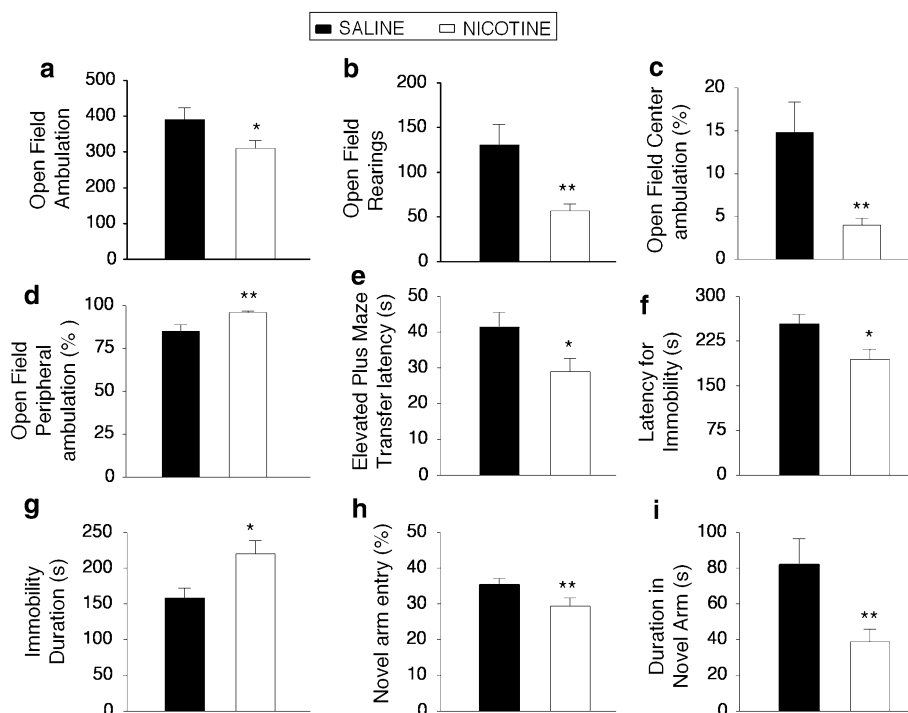 SALINE NICOTINE
a
Open Field
Ambulation
500
400
300
200
100
0
*
b
Open Field
Rearings
200
150
100
50
0
**
c
Open Field Center
ambulation (%)
20
15
10
5
0
**
d
Open Field
Peripheral
ambulation (% )
100
75
50
25
0
**
e
Elevated Plus Maze
Transfer latency (s)
50
40
30
20
10
0
*
f
Latency for
Immobility (s)
300
225
150
75
0
*
g
Immobility
Duration (s)
250
200
150
100
50
0
*
h
Novel arm entry (%)
50
40
30
20
10
0
**
i
Duration in
Novel Arm (s)
100
80
60
40
20
0
**